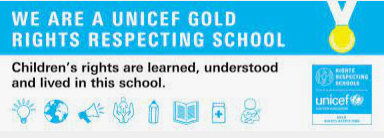 WE ARE A UNICEF GOLD
RIGHTS RESPECTING SCHOOL
Children's rights are learned, understood
and lived in this school.
RIGHTS
RESPECTING
SCHOOLS
unicef